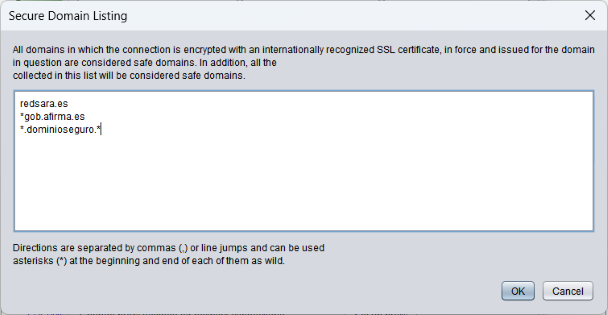 Secure Domain Listing
All domains in which the connection is encrypted with an internationally recognized SSL certificate, in force and issued for the domain
in question are considered safe domains. In addition, all the
collected in this list will be considered safe domains.
redsara.es
*gob.afirma.es
*.dominioseguro.*
Directions are separated by commas (,) or line jumps and can be used
asterisks (*) at the beginning and end of each of them as wild.
OK
Cancel